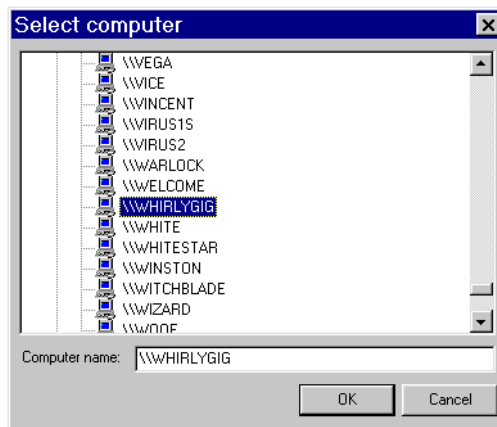 Select computer
\\VEGA
\\VICE
\\VINCENT
\\VIRUS1S
\\VIRUS2
\\WARLOCK
\\WELCOME
\\WHIRLYGIG
\\WHITE
\\WHITESTAR
\\WINSTON
\\WITCHBLADE
\\WIZARD
\\WOOF
Computer name: \\WHIRLYGIG
OK Cancel